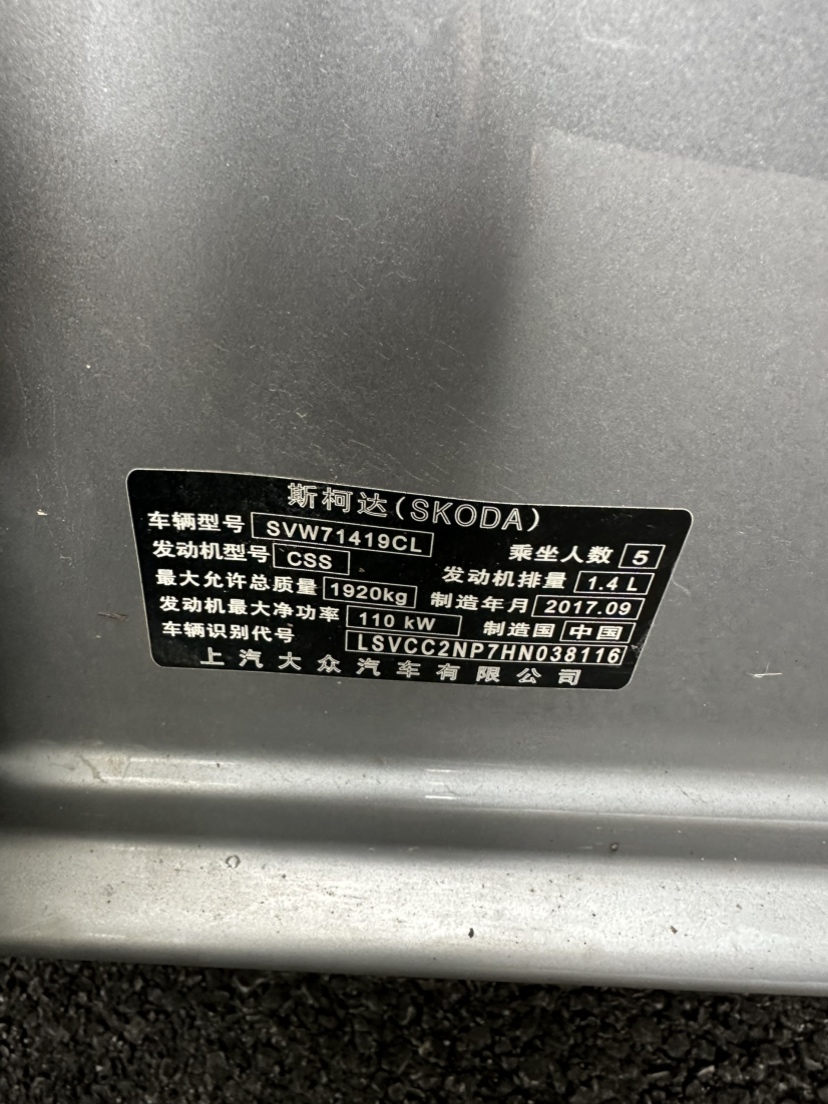 斯柯达(SKODA)
车辆型号 SVW71419CL 乘坐人数 5
发动机型号 CSS 发动机排量 1.4 L
最大允许总质量 1920kg 制造年月 2017.09
发动机最大净功率 110 kW 制造国 中国
车辆识别代号 LSVCC2NP7HN038116
上汽大众汽车有限公司